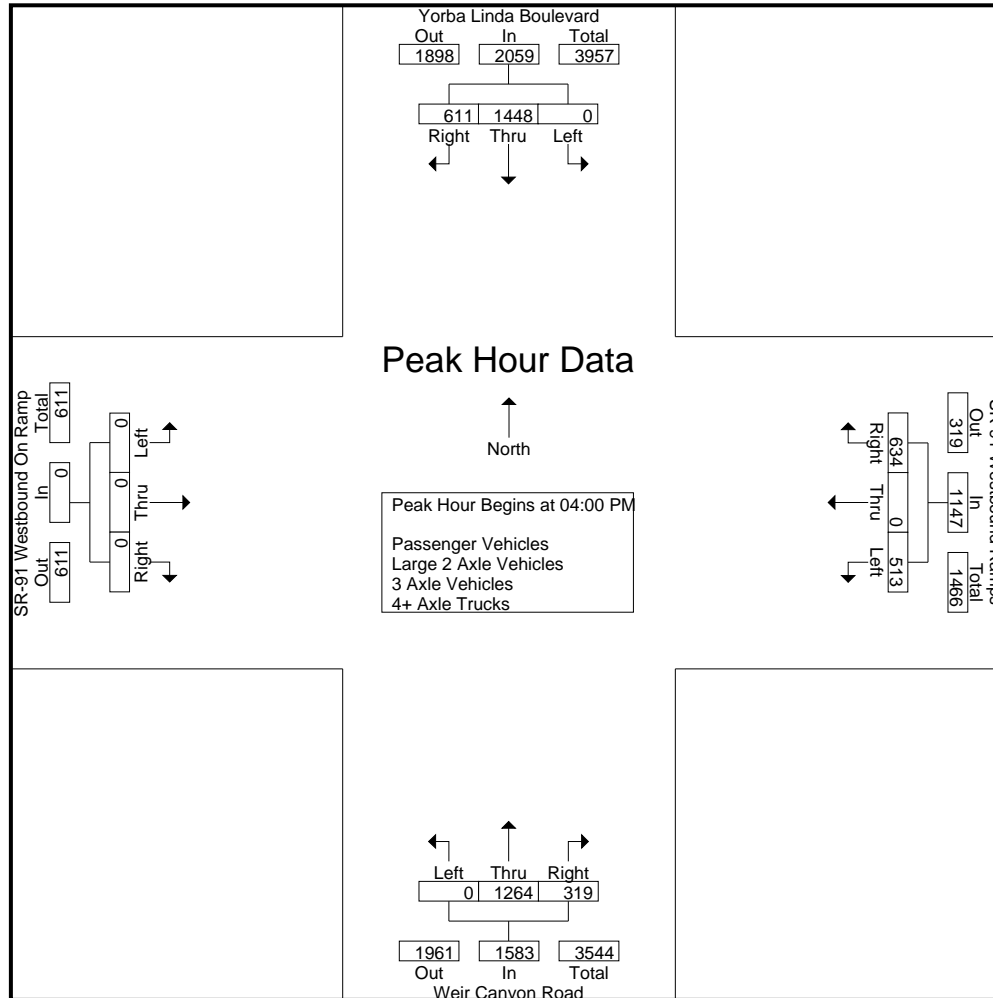 Yorba Linda Boulevard
Out In Total
1898 2059 3957
611 1448 0
Right Thru Left
Peak Hour Data
North
Peak Hour Begins at 04:00 PM
Passenger Vehicles
Large 2 Axle Vehicles
3 Axle Vehicles
4+ Axle Trucks
SR-91 Westbound On Ramp
Out In Total
611 0 611
Left Thru Right
0 0 0
Out In Total
319 1147 1466
Right Thru Left
634 0 513
Left Thru Right
0 1264 319
1961 1583 3544
Out In Total
Weir Canyon Road